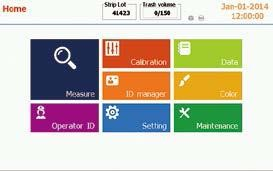 Home
Strip Lot
41423
Trash volume
0/150
Jan-01-2014
12:00:00
Measure
Calibration
Data
ID manager
Color
Operator ID
Setting
Maintenance